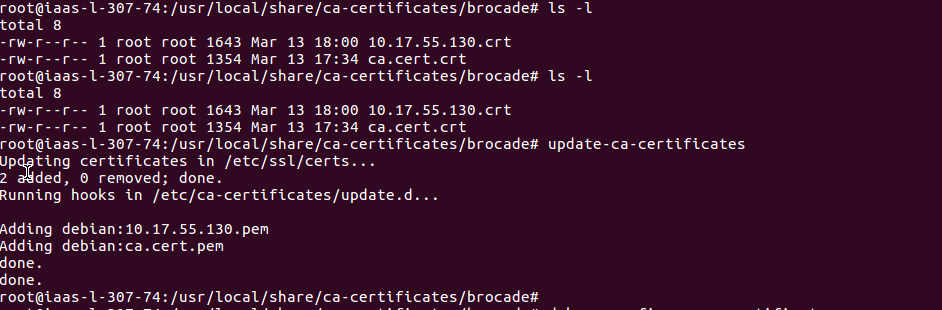 root@iaas-l-307-74:/usr/local/share/ca-certificates/brocade# ls -l
total 8
-rw-r--r-- 1 root root 1643 Mar 13 18:00 10.17.55.130.crt
-rw-r--r-- 1 root root 1354 Mar 13 17:34 ca.cert.crt
root@iaas-l-307-74:/usr/local/share/ca-certificates/brocade# ls -l
total 8
-rw-r--r-- 1 root root 1643 Mar 13 18:00 10.17.55.130.crt
-rw-r--r-- 1 root root 1354 Mar 13 17:34 ca.cert.crt
root@iaas-l-307-74:/usr/local/share/ca-certificates/brocade# update-ca-certificates
Updating certificates in /etc/ssl/certs...
2 added, 0 removed; done.
Running hooks in /etc/ca-certificates/update.d...
Adding debian:10.17.55.130.pem
Adding debian:ca.cert.pem
done.
done.
root@iaas-l-307-74:/usr/local/share/ca-certificates/brocade#